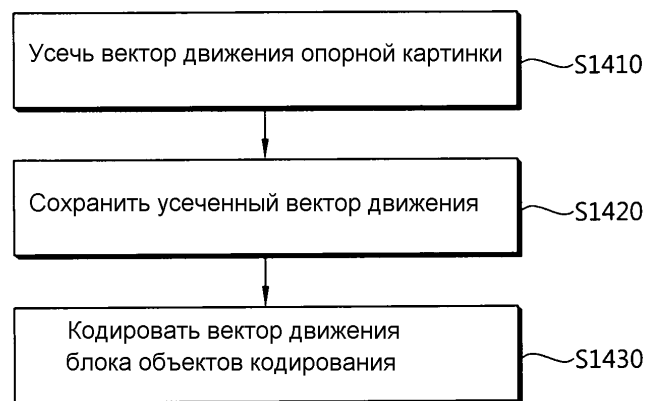 Усечь вектор движения опорной картинки
S1410
Сохранить усеченный вектор движения
S1420
Кодировать вектор движения
блока объектов кодирования
S1430